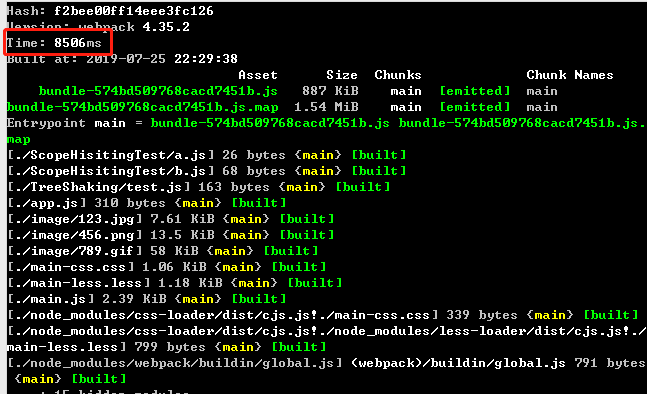 Hash: f2bee00ff14eee3fc126
Version: webpack 4.35.2
Time: 8506ms
Built at: 2019-07-25 22:29:38
Asset Size Chunks Chunk Names
bundle-574bd509768cacd7451b.js 887 KiB main [emitted] main
bundle-574bd509768cacd7451b.js.map 1.54 MiB main [emitted] main
Entrypoint main = bundle-574bd509768cacd7451b.js bundle-574bd509768cacd7451b.js.
map
[./ScopeHisitingTest/a.js] 26 bytes {main} [built]
[./ScopeHisitingTest/b.js] 68 bytes {main} [built]
[./TreeShaking/test.js] 163 bytes {main} [built]
[./app.js] 310 bytes {main} [built]
[./image/123.jpg] 7.61 KiB {main} [built]
[./image/456.png] 13.5 KiB {main} [built]
[./image/789.gif] 58 KiB {main} [built]
[./main-css.css] 1.06 KiB {main} [built]
[./main-less.less] 1.18 KiB {main} [built]
[./main.js] 2.39 KiB {main} [built]
[./node_modules/css-loader/dist/cjs.js!./main-css.css] 339 bytes {main} [built]
[./node_modules/css-loader/dist/cjs.js!./node_modules/less-loader/dist/cjs.js!./
main-less.less] 799 bytes {main} [built]
[./node_modules/webpack/buildin/global.js] (webpack)/buildin/global.js 791 bytes
{main} [built]
+ 15 hidden modules